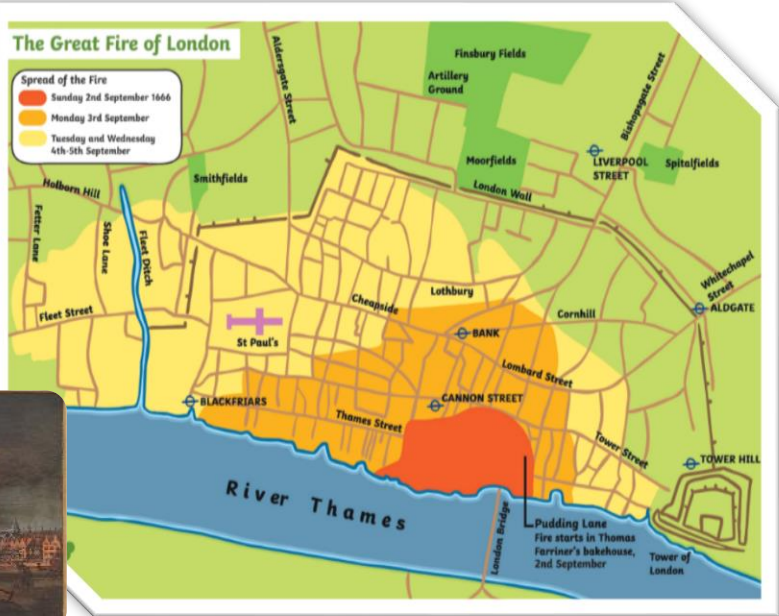 The Great Fire of London
Spread of the Fire
Sunday 2nd September 1666
Monday 3rd September
Tuesday and Wednesday
4th-5th September
Aldersgate Street
Finsbury Fields
Artillery
Ground
Bishopsgate Street
Moorfields
LIVERPOOL
STREET
Spitalfields
Smithfields
London Wall
Holborn Hill
Fetter Lane
Shoe Lane
Fleet Ditch
Whitechapel
Street
ALDGATE
Fleet Street
Cheapside
Lothbury
Cornhill
St Paul's
BANK
Lombard Street
BLACKFRIARS
CANNON STREET
Thames Street
Tower Street
TOWER HILL
River Thames
London Bridge
Pudding Lane
Fire starts in Thomas
Farriner's bakehouse,
2nd September
Tower of
London